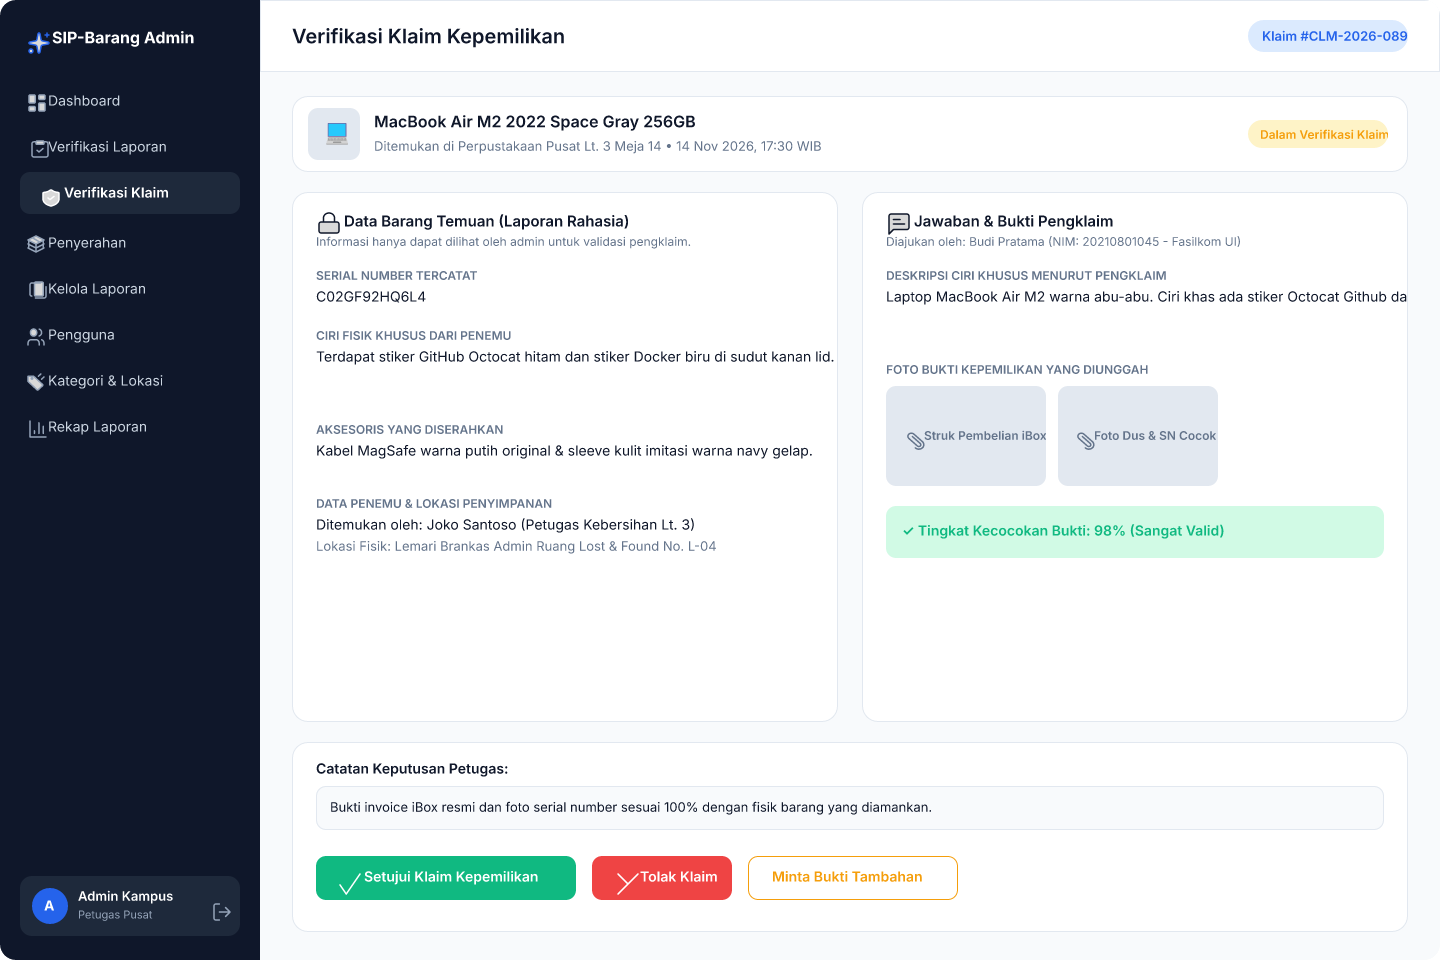 SIP-Barang Admin
Dashboard
Verifikasi Laporan
Verifikasi Klaim
Penyerahan
Kelola Laporan
Pengguna
Kategori & Lokasi
Rekap Laporan
A
Admin Kampus
Petugas Pusat
Verifikasi Klaim Kepemilikan
Klaim #CLM-2026-089
MacBook Air M2 2022 Space Gray 256GB
Ditemukan di Perpustakaan Pusat Lt. 3 Meja 14 • 14 Nov 2026, 17:30 WIB
Dalam Verifikasi Klaim
Data Barang Temuan (Laporan Rahasia)
Informasi hanya dapat dilihat oleh admin untuk validasi pengklaim.
SERIAL NUMBER TERCATAT
C02GF92HQ6L4
CIRI FISIK KHUSUS DARI PENEMU
Terdapat stiker GitHub Octocat hitam dan stiker Docker biru di sudut kanan lid.
AKSESORIS YANG DISERAHKAN
Kabel MagSafe warna putih original & sleeve kulit imitasi warna navy gelap.
DATA PENEMU & LOKASI PENYIMPANAN
Ditemukan oleh: Joko Santoso (Petugas Kebersihan Lt. 3)
Lokasi Fisik: Lemari Brankas Admin Ruang Lost & Found No. L-04
Jawaban & Bukti Pengklaim
Diajukan oleh: Budi Pratama (NIM: 20210801045 - Fasilkom UI)
DESKRIPSI CIRI KHUSUS MENURUT PENGKLAIM
Laptop MacBook Air M2 warna abu-abu. Ciri khas ada stiker Octocat Github da
FOTO BUKTI KEPEMILIKAN YANG DIUNGGAH
Struk Pembelian iBox
Foto Dus & SN Cocok
✓ Tingkat Kecocokan Bukti: 98% (Sangat Valid)
Catatan Keputusan Petugas:
Bukti invoice iBox resmi dan foto serial number sesuai 100% dengan fisik barang yang diamankan.
Setujui Klaim Kepemilikan
Tolak Klaim
Minta Bukti Tambahan